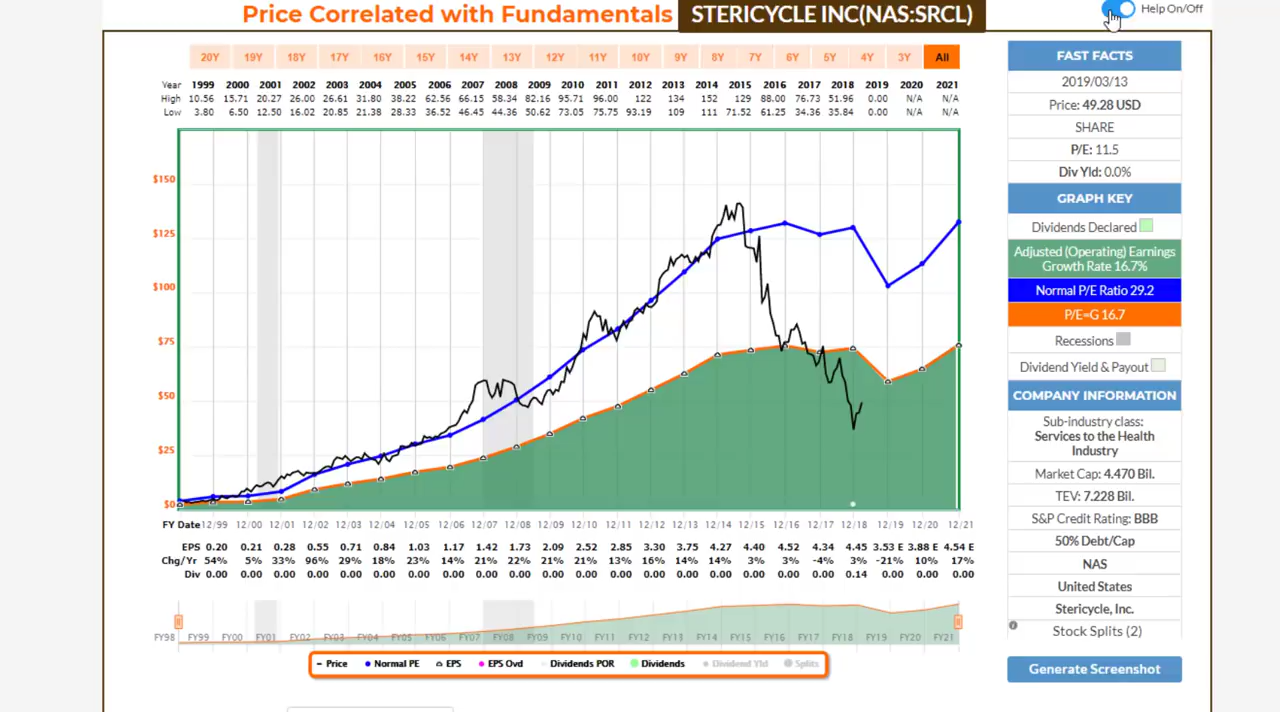 Price Correlated with Fundamentals STERICYCLE INC(NAS:SRCL) Help On/Off
20Y 19Y 18Y 17Y 16Y 15Y 14Y 13Y 12Y 11Y 10Y 9Y 8Y 7Y 6Y 5Y 4Y 3Y All
Year 1999 2000 2001 2002 2003 2004 2005 2006 2007 2008 2009 2010 2011 2012 2013 2014 2015 2016 2017 2018 2019 2020 2021
High 10.56 15.71 20.27 26.00 26.61 31.80 38.22 62.56 66.15 58.34 82.16 95.71 96.00 122 134 152 129 88.00 76.73 51.96 0.00 N/A N/A
Low 3.80 6.50 12.50 16.02 20.85 21.38 28.33 36.52 46.45 44.36 50.62 73.05 75.75 93.19 109 111 71.52 61.25 34.36 35.84 0.00 N/A N/A
$150
$125
$100
$75
$50
$25
$0
FY Date 12/99 12/00 12/01 12/02 12/03 12/04 12/05 12/06 12/07 12/08 12/09 12/10 12/11 12/12 12/13 12/14 12/15 12/16 12/17 12/18 12/19 12/20 12/21
EPS 0.20 0.21 0.28 0.55 0.71 0.84 1.03 1.17 1.42 1.73 2.09 2.52 2.85 3.30 3.75 4.27 4.40 4.52 4.34 4.45 3.53 E 3.88 E 4.54 E
Chg/Yr 54% 5% 33% 96% 29% 18% 23% 14% 21% 22% 21% 21% 13% 16% 14% 14% 3% 3% -4% 3% -21% 10% 17%
Div 0.00 0.00 0.00 0.00 0.00 0.00 0.00 0.00 0.00 0.00 0.00 0.00 0.00 0.00 0.00 0.00 0.00 0.00 0.00 0.14 0.00 0.00 0.00
FY98 FY99 FY00 FY01 FY02 FY03 FY04 FY05 FY06 FY07 FY08 FY09 FY10 FY11 FY12 FY13 FY14 FY15 FY16 FY17 FY18 FY19 FY20 FY21
Price Normal PE EPS EPS Ovd Dividends POR Dividends Dividend Yld Splits
FAST FACTS
2019/03/13
Price: 49.28 USD
SHARE
P/E: 11.5
Div Yld: 0.0%
GRAPH KEY
Dividends Declared
Adjusted (Operating) Earnings
Growth Rate 16.7%
Normal P/E Ratio 29.2
P/E=G 16.7
Recessions
Dividend Yield & Payout
COMPANY INFORMATION
Sub-industry class:
Services to the Health
Industry
Market Cap: 4.470 Bil.
TEV: 7.228 Bil.
S&P Credit Rating: BBB
50% Debt/Cap
NAS
United States
Stericycle, Inc.
Stock Splits (2)
Generate Screenshot